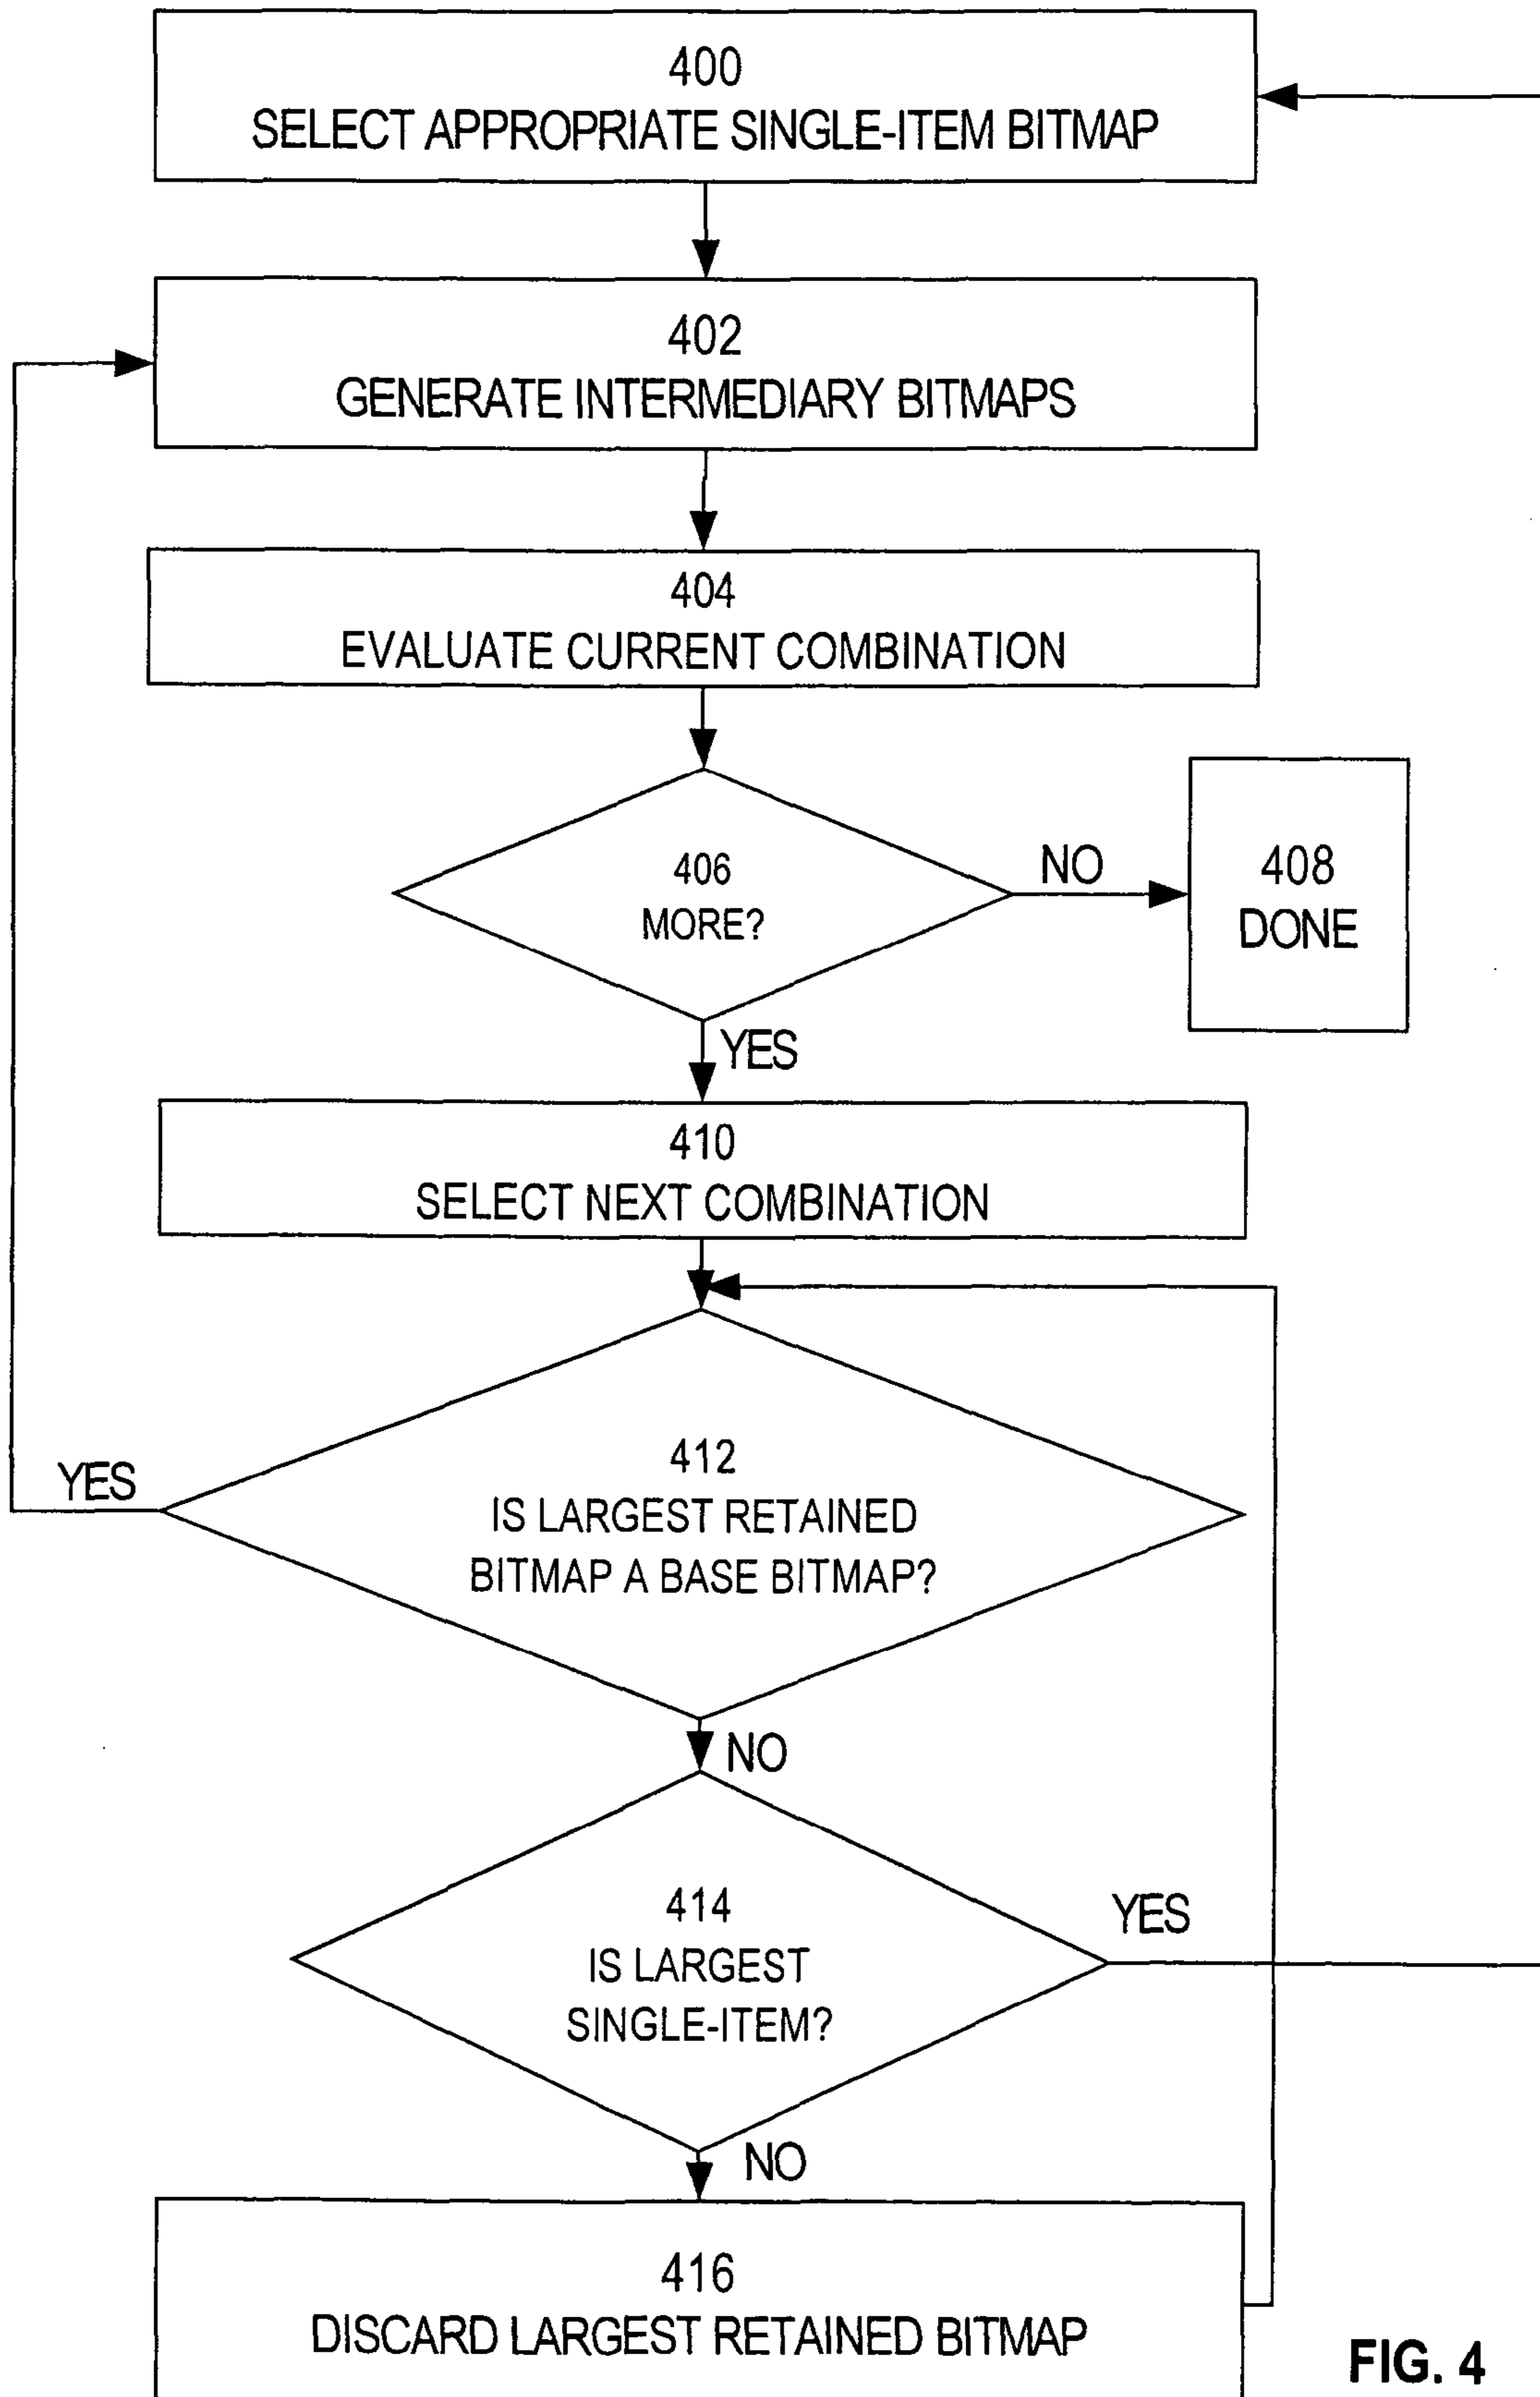 400
SELECT APPROPRIATE SINGLE-ITEM BITMAP
402
GENERATE INTERMEDIARY BITMAPS
404
EVALUATE CURRENT COMBINATION
406
MORE?
NO
408
DONE
YES
410
SELECT NEXT COMBINATION
412
IS LARGEST RETAINED
BITMAP A BASE BITMAP?
YES
NO
414
IS LARGEST
SINGLE-ITEM?
YES
NO
416
DISCARD LARGEST RETAINED BITMAP
FIG. 4